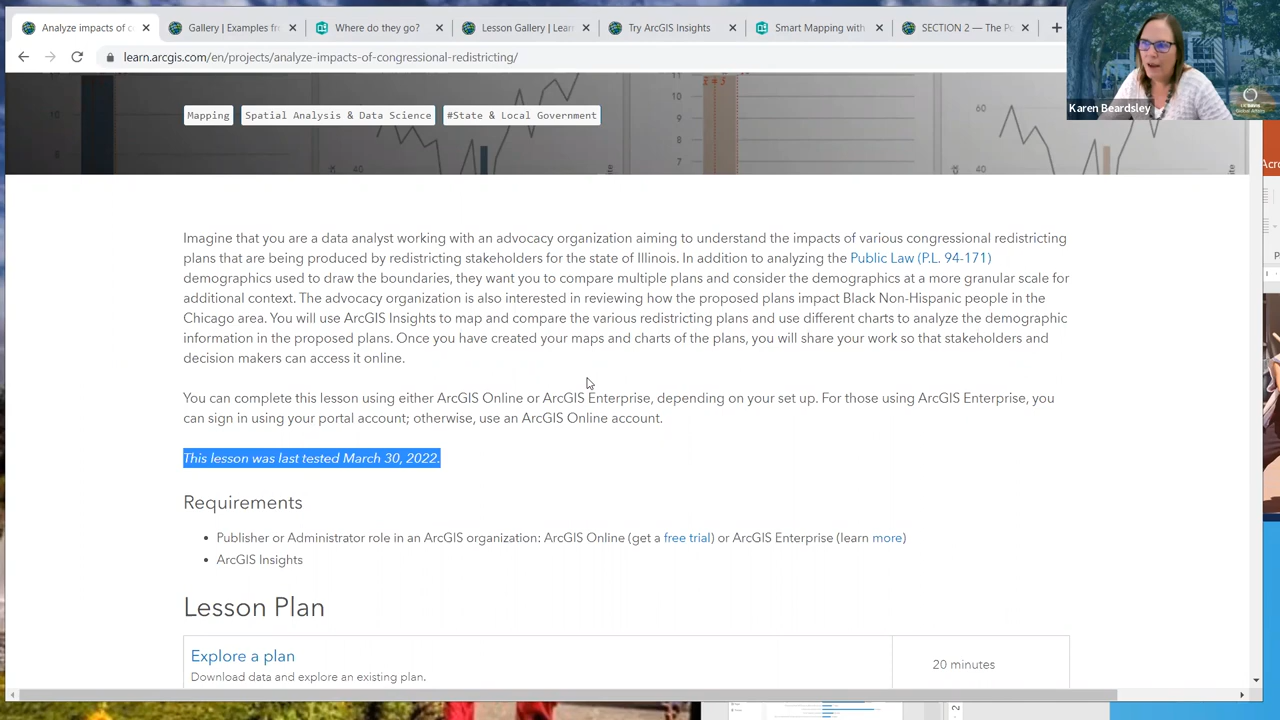 Analyze impacts of c
Gallery | Examples fr
Where do they go?
Lesson Gallery | Learn
Try ArcGIS Insights
Smart Mapping with
SECTION 2 — The Po
learn.arcgis.com/en/projects/analyze-impacts-of-congressional-redistricting/
Karen Beardsley
UC DAVIS
Global Affairs
Mapping
Spatial Analysis & D
#State & Local
Acro
Imagine that you are a data analyst working with an advocacy organization aiming to understand the impacts of various congressional redistricting
plans that are being produced by redistricting stakeholders for the state of Illinois. In addition to analyzing the Public Law (P.L. 94-171)
demographics used to draw the boundaries, they want you to compare multiple plans and consider the demographics at a more granular scale for
additional context. The advocacy organization is also interested in reviewing how the proposed plans impact Black Non-Hispanic people in the
Chicago area. You will use ArcGIS Insights to map and compare the various redistricting plans and use different charts to analyze the demographic
information in the proposed plans. Once you have created your maps and charts of the plans, you will share your work so that stakeholders and
decision makers can access it online.
You can complete this lesson using either ArcGIS Online or ArcGIS Enterprise, depending on your set up. For those using ArcGIS Enterprise, you
can sign in using your portal account; otherwise, use an ArcGIS Online account.
This lesson was last tested March 30, 2022.
Requirements
• Publisher or Administrator role in an ArcGIS organization: ArcGIS Online (get a free trial) or ArcGIS Enterprise (learn more)
• ArcGIS Insights
Lesson Plan
Explore a plan
20 minutes
Download data and explore an existing plan.